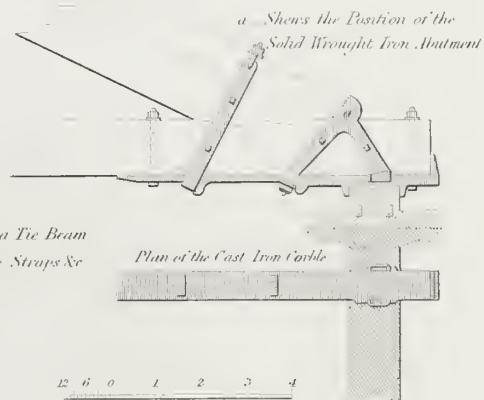 a Shews the Position of the
Solid Wrought Iron Abutment
a Tie Beam
Straps &c
Plan of the Cast Iron Corble
12 6 0 1 2 3 4